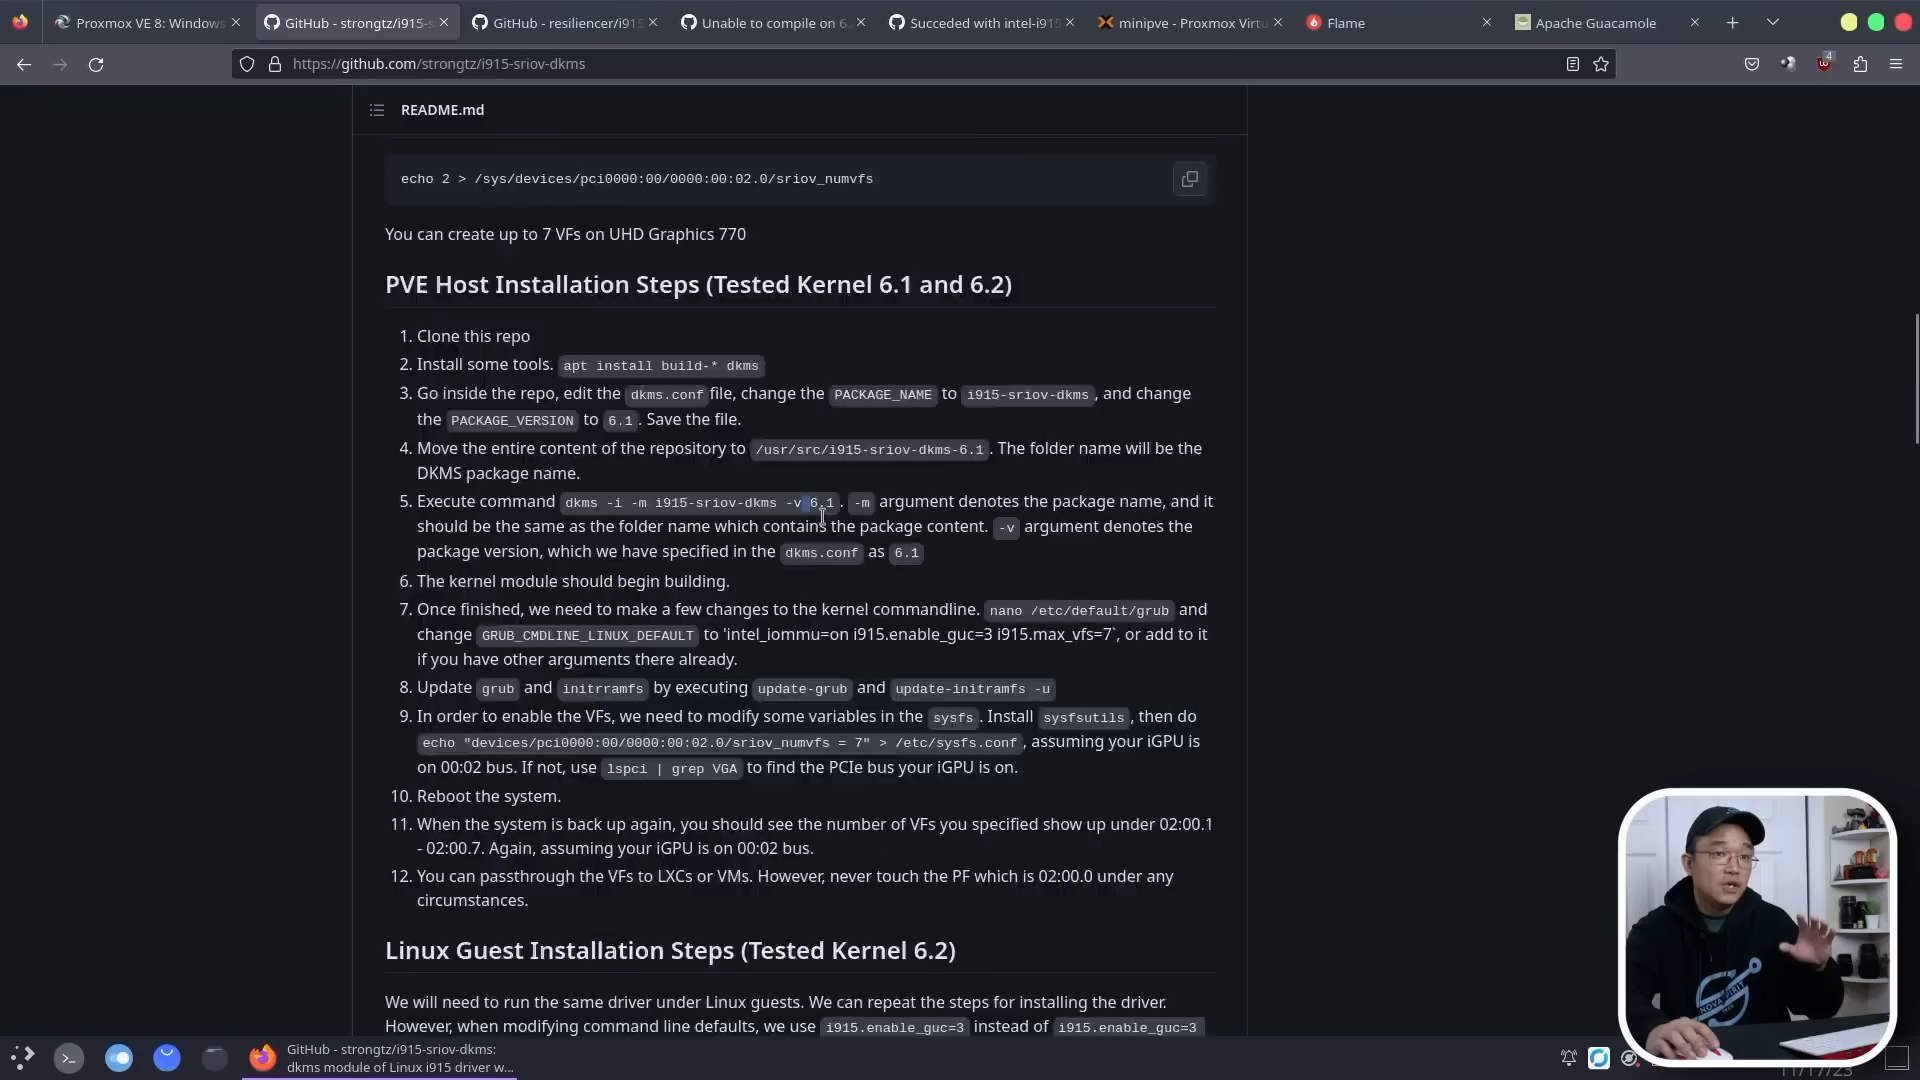 Proxmox VE 8: Windows
GitHub - strongtz/i915-s
GitHub - resiliencer/i915
Unable to compile on 6.
Succeded with intel-i915
minipve - Proxmox Virtu
Flame
Apache Guacamole
https://github.com/strongtz/i915-sriov-dkms
4
README.md
echo 2 > /sys/devices/pci0000:00/0000:00:02.0/sriov_numvfs
You can create up to 7 VFs on UHD Graphics 770
PVE Host Installation Steps (Tested Kernel 6.1 and 6.2)
1. Clone this repo
2. Install some tools. apt install build-* dkms
3. Go inside the repo, edit the dkms.conf file, change the PACKAGE_NAME to i915-sriov-dkms, and change
the PACKAGE_VERSION to 6.1. Save the file.
4. Move the entire content of the repository to /usr/src/i915-sriov-dkms-6.1. The folder name will be the
DKMS package name.
5. Execute command dkms -i -m i915-sriov-dkms -v 6.1. -m argument denotes the package name, and it
should be the same as the folder name which contains the package content. -v argument denotes the
package version, which we have specified in the dkms.conf as 6.1
6. The kernel module should begin building.
7. Once finished, we need to make a few changes to the kernel commandline. nano /etc/default/grub and
change GRUB_CMDLINE_LINUX_DEFAULT to 'intel_iommu=on i915.enable_guc=3 i915.max_vfs=7`, or add to it
if you have other arguments there already.
8. Update grub and initrramfs by executing update-grub and update-initramfs -u
9. In order to enable the VFs, we need to modify some variables in the sysfs. Install sysfsutils, then do
echo "devices/pci0000:00/0000:00:02.0/sriov_numvfs = 7" > /etc/sysfs.conf, assuming your iGPU is
on 00:02 bus. If not, use lspci | grep VGA to find the PCIe bus your iGPU is on.
10. Reboot the system.
11. When the system is back up again, you should see the number of VFs you specified show up under 02:00.1
- 02:00.7. Again, assuming your iGPU is on 00:02 bus.
12. You can passthrough the VFs to LXCs or VMs. However, never touch the PF which is 02:00.0 under any
circumstances.
Linux Guest Installation Steps (Tested Kernel 6.2)
We will need to run the same driver under Linux guests. We can repeat the steps for installing the driver.
However, when modifying command line defaults, we use i915.enable_guc=3 instead of i915.enable_guc=3
GitHub - strongtz/i915-sriov-dkms:
dkms module of Linux i915 driver w...
11/17/23